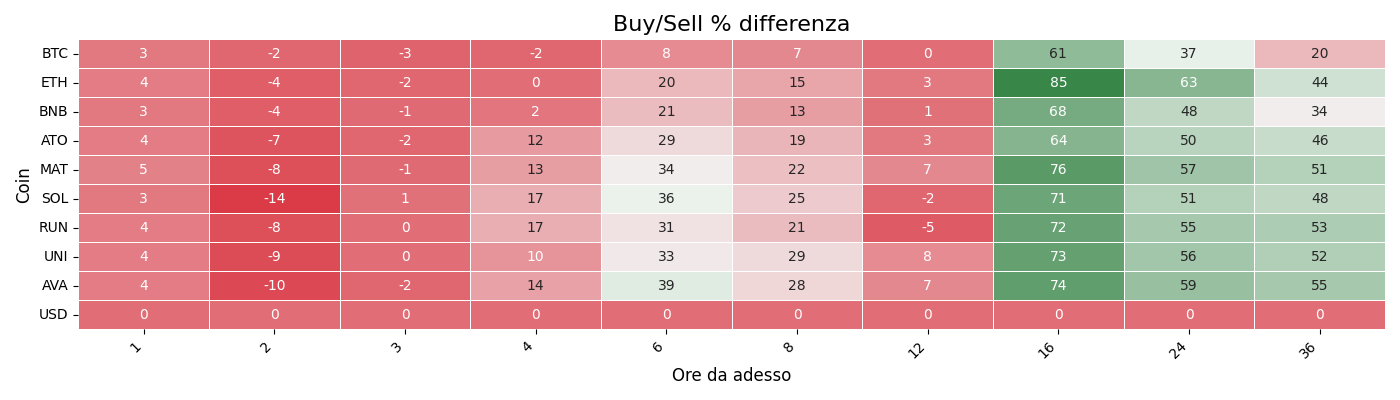 Buy/Sell % differenza
Coin
BTC 3 -2 -3 -2 8 7 0 61 37 20
ETH 4 -4 -2 0 20 15 3 85 63 44
BNB 3 -4 -1 2 21 13 1 68 48 34
ATO 4 -7 -2 12 29 19 3 64 50 46
MAT 5 -8 -1 13 34 22 7 76 57 51
SOL 3 -14 1 17 36 25 -2 71 51 48
RUN 4 -8 0 17 31 21 -5 72 55 53
UNI 4 -9 0 10 33 29 8 73 56 52
AVA 4 -10 -2 14 39 28 7 74 59 55
USD 0 0 0 0 0 0 0 0 0 0
1 2 3 4 6 8 12 16 24 36
Ore da adesso